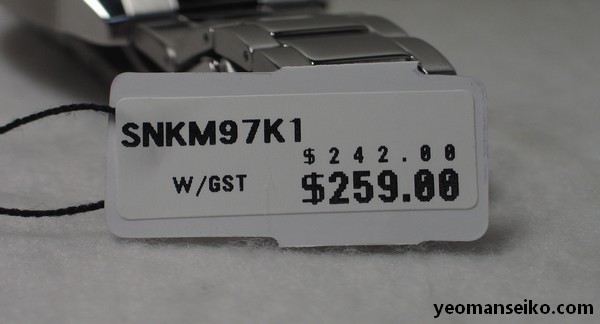 SNKM97K1
$242.00
W/GST $259.00
yeomanseiko.com